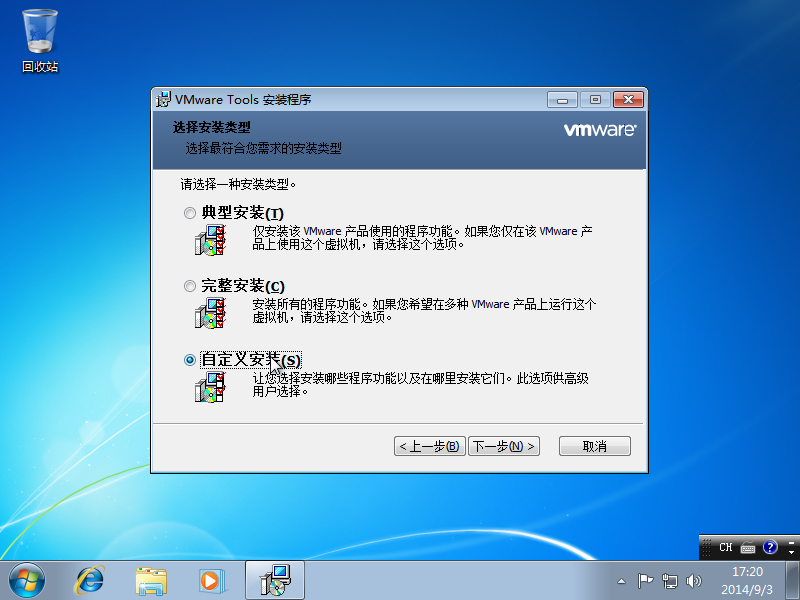 回收站
VMware Tools 安装程序
选择安装类型
选择最符合您需求的安装类型
vmware
请选择一种安装类型。
典型安装(T)
仅安装该 VMware 产品使用的程序功能。如果您仅在该 VMware 产
品上使用这个虚拟机，请选择这个选项。
完整安装(C)
安装所有的程序功能。如果您希望在多种 VMware 产品上运行这个
虚拟机，请选择这个选项。
自定义安装(S)
让您选择安装哪些程序功能以及在哪里安装它们。此选项供高级
用户选择。
< 上一步(B) 下一步(N) > 取消
CH
17:20
2014/9/3